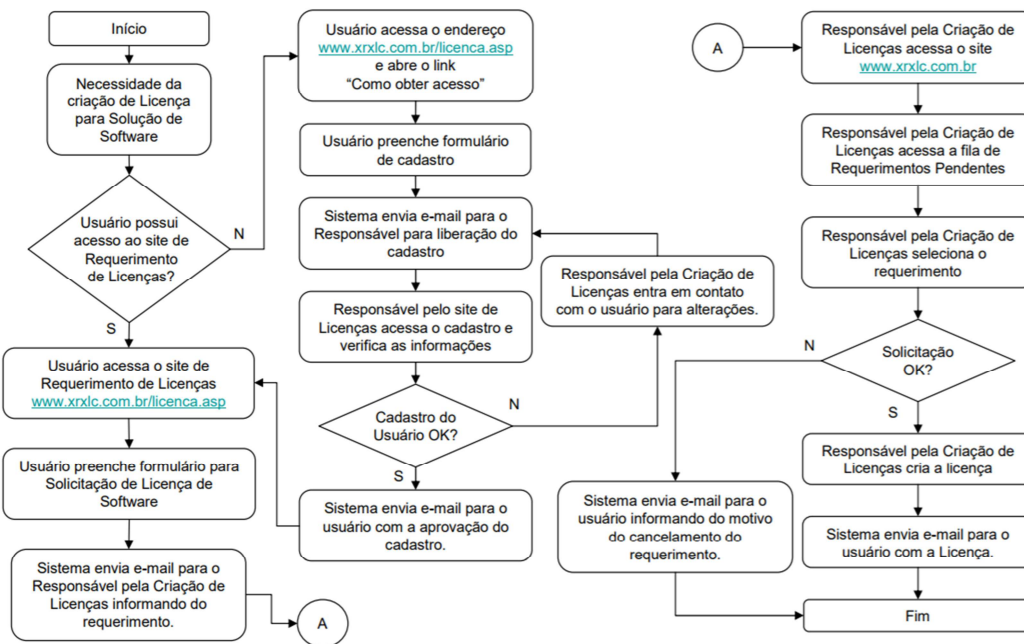 Início
Necessidade da
criação de Licença
para Solução de
Software
Usuário possui
acesso ao site de
Requerimento
de Licenças?
N
S
Usuário acessa o site de
Requerimento de Licenças
www.xrxlc.com.br/licenca.asp
Usuário preenche formulário para
Solicitação de Licença de
Software
Sistema envia e-mail para o
Responsável pela Criação de
Licenças informando do
requerimento.
A
Usuário acessa o endereço
www.xrxlc.com.br/licenca.asp
e abre o link
“Como obter acesso”
Usuário preenche formulário
de cadastro
Sistema envia e-mail para o
Responsável para liberação do
cadastro
Responsável pelo site de
Licenças acessa o cadastro e
verifica as informações
Cadastro do
Usuário OK?
N
S
Sistema envia e-mail para o
usuário com a aprovação do
cadastro.
Responsável pela Criação de
Licenças entra em contato
com o usuário para alterações.
A
Responsável pela Criação de
Licenças acessa o site
www.xrxlc.com.br
Responsável pela Criação de
Licenças acessa a fila de
Requerimentos Pendentes
Responsável pela Criação de
Licenças seleciona o
requerimento
Solicitação
OK?
N
S
Sistema envia e-mail para o
usuário informando do motivo
do cancelamento do
requerimento.
Responsável pela Criação de
Licenças cria a licença
Sistema envia e-mail para o
usuário com a Licença.
Fim